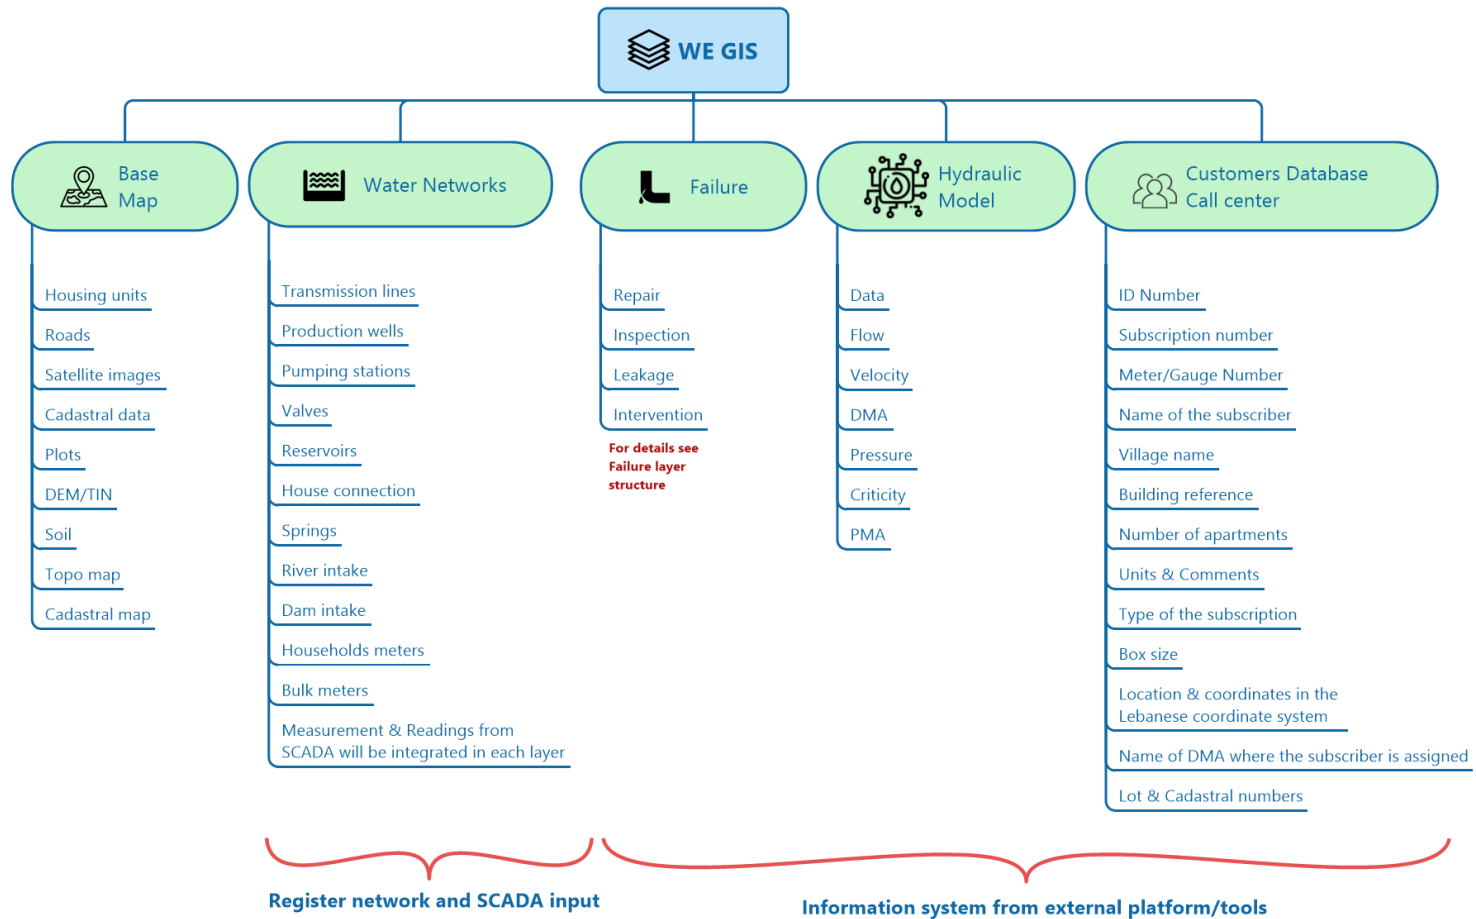 WE GIS
Base
Map
Housing units
Roads
Satellite images
Cadastral data
Plots
DEM/TIN
Soil
Topo map
Cadastral map
Water Networks
Transmission lines
Production wells
Pumping stations
Valves
Reservoirs
House connection
Springs
River intake
Dam intake
Households meters
Bulk meters
Measurement & Readings from
SCADA will be integrated in each layer
Failure
Repair
Inspection
Leakage
Intervention
For details see
Failure layer
structure
Hydraulic
Model
Data
Flow
Velocity
DMA
Pressure
Criticity
PMA
Customers Database
Call center
ID Number
Subscription number
Meter/Gauge Number
Name of the subscriber
Village name
Building reference
Number of apartments
Units & Comments
Type of the subscription
Box size
Location & coordinates in the
Lebanese coordinate system
Name of DMA where the subscriber is assigned
Lot & Cadastral numbers
Register network and SCADA input
Information system from external platform/tools